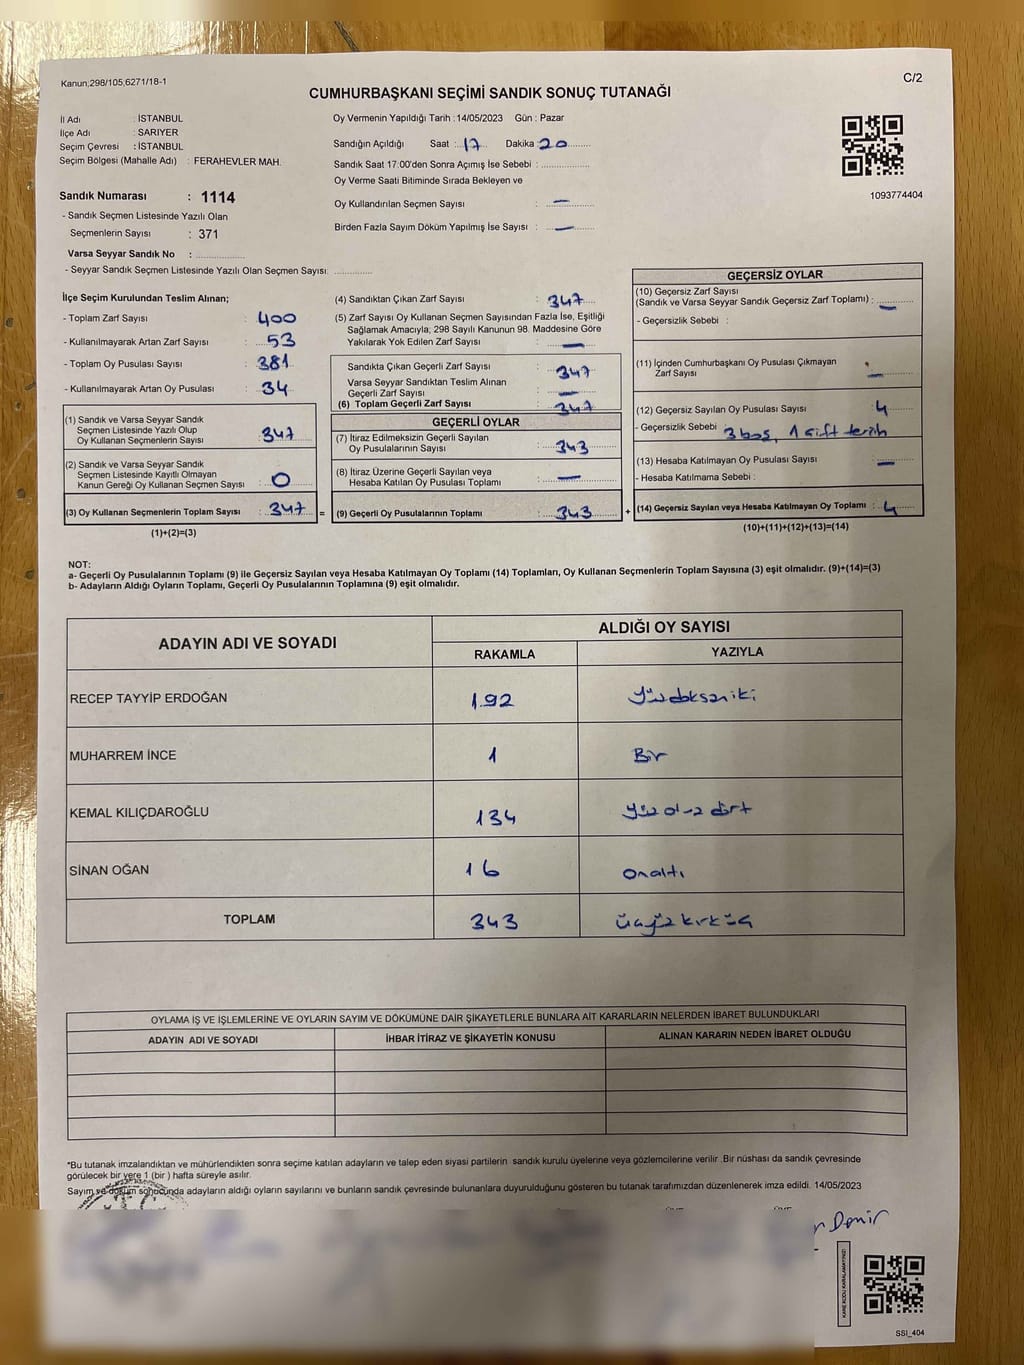 Kanun;298/105,6271/18-1
C/2
CUMHURBAŞKANI SEÇİMİ SANDIK SONUÇ TUTANAĞI
İl Adı : İSTANBUL
İlçe Adı : SARIYER
Seçim Çevresi : İSTANBUL
Seçim Bölgesi (Mahalle Adı) : FERAHEVLER MAH.
Oy Vermenin Yapıldığı Tarih : 14/05/2023 Gün : Pazar
Sandığın Açıldığı Saat : 17 Dakika : 20
Sandık Saat 17:00'den Sonra Açımış İse Sebebi :
Oy Verme Saati Bitiminde Sırada Bekleyen ve
Oy Kullandırılan Seçmen Sayısı : —
Birden Fazla Sayım Döküm Yapılmış İse Sayısı : —
1093774404
Sandık Numarası : 1114
- Sandık Seçmen Listesinde Yazılı Olan
Seçmenlerin Sayısı : 371
Varsa Seyyar Sandık No :
- Seyyar Sandık Seçmen Listesinde Yazılı Olan Seçmen Sayısı:
İlçe Seçim Kurulundan Teslim Alınan;
- Toplam Zarf Sayısı : 400
- Kullanılmayarak Artan Zarf Sayısı : 53
- Toplam Oy Pusulası Sayısı : 381
- Kullanılmayarak Artan Oy Pusulası : 34
(1) Sandık ve Varsa Seyyar Sandık
Seçmen Listesinde Yazılı Olup
Oy Kullanan Seçmenlerin Sayısı : 347
(2) Sandık ve Varsa Seyyar Sandık
Seçmen Listesinde Kayıtlı Olmayan
Kanun Gereği Oy Kullanan Seçmen Sayısı : 0
(3) Oy Kullanan Seçmenlerin Toplam Sayısı : 347 =
(1)+(2)=(3)
(4) Sandıktan Çıkan Zarf Sayısı : 347
(5) Zarf Sayısı Oy Kullanan Seçmen Sayısından Fazla İse, Eşitliği
Sağlamak Amacıyla; 298 Sayılı Kanunun 98. Maddesine Göre
Yakılarak Yok Edilen Zarf Sayısı : —
Sandıkta Çıkan Geçerli Zarf Sayısı : 347
Varsa Seyyar Sandıktan Teslim Alınan
Geçerli Zarf Sayısı : —
(6) Toplam Geçerli Zarf Sayısı : 347
GEÇERLİ OYLAR
(7) İtiraz Edilmeksizin Geçerli Sayılan
Oy Pusulalarının Sayısı : 343
(8) İtiraz Üzerine Geçerli Sayılan veya
Hesaba Katılan Oy Pusulası Toplamı : —
(9) Geçerli Oy Pusulalarının Toplamı : 343 +
GEÇERSİZ OYLAR
(10) Geçersiz Zarf Sayısı
(Sandık ve Varsa Seyyar Sandık Geçersiz Zarf Toplamı) : —
- Geçersizlik Sebebi :
(11) İçinden Cumhurbaşkanı Oy Pusulası Çıkmayan
Zarf Sayısı : —
(12) Geçersiz Sayılan Oy Pusulası Sayısı : 4
- Geçersizlik Sebebi : 3 boş, 1 çift terih
(13) Hesaba Katılmayan Oy Pusulası Sayısı : —
- Hesaba Katılmama Sebebi :
(14) Geçersiz Sayılan veya Hesaba Katılmayan Oy Toplamı : 4
(10)+(11)+(12)+(13)=(14)
NOT:
a- Geçerli Oy Pusulalarının Toplamı (9) ile Geçersiz Sayılan veya Hesaba Katılmayan Oy Toplamı (14) Toplamları, Oy Kullanan Seçmenlerin Toplam Sayısına (3) eşit olmalıdır. (9)+(14)=(3)
b- Adayların Aldığı Oyların Toplamı, Geçerli Oy Pusulalarının Toplamına (9) eşit olmalıdır.
ADAYIN ADI VE SOYADI
ALDIĞI OY SAYISI
RAKAMLA YAZIYLA
RECEP TAYYİP ERDOĞAN 192 Yüzdoksaniki
MUHARREM İNCE 1 Bir
KEMAL KILIÇDAROĞLU 134 Yüz otuz dört
SİNAN OĞAN 16 Onaltı
TOPLAM 343 üçyüz kırküç
OYLAMA İŞ VE İŞLEMLERİNE VE OYLARIN SAYIM VE DÖKÜMÜNE DAİR ŞİKAYETLERLE BUNLARA AİT KARARLARIN NELERDEN İBARET BULUNDUKLARI
ADAYIN ADI VE SOYADI İHBAR İTİRAZ VE ŞİKAYETİN KONUSU ALINAN KARARIN NEDEN İBARET OLDUĞU
*Bu tutanak imzalandıktan ve mühürlendikten sonra seçime katılan adayların ve talep eden siyasi partilerin sandık kurulu üyelerine veya gözlemcilerine verilir .Bir nüshası da sandık çevresinde
görülecek bir yere 1 (bir ) hafta süreyle asılır.
Sayım ve döküm sonucunda adayların aldığı oyların sayılarını ve bunların sandık çevresinde bulunanlara duyurulduğunu gösteren bu tutanak tarafımızdan düzenlenerek imza edildi. 14/05/2023
Demir
KARE KODU KARALAMAYINIZ!
SSI_404